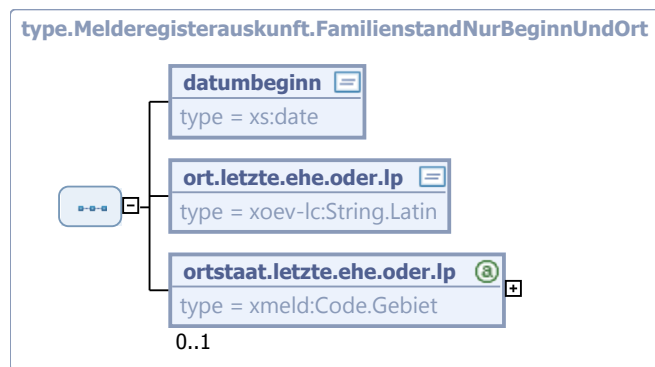 type.Melderegisterauskunft.FamilienstandNurBeginnUndOrt
datumbeginn
type = xs:date
ort.letzte.ehe.oder.lp
type = xoev-lc:String.Latin
ortstaat.letzte.ehe.oder.lp
type = xmeld:Code.Gebiet
0..1